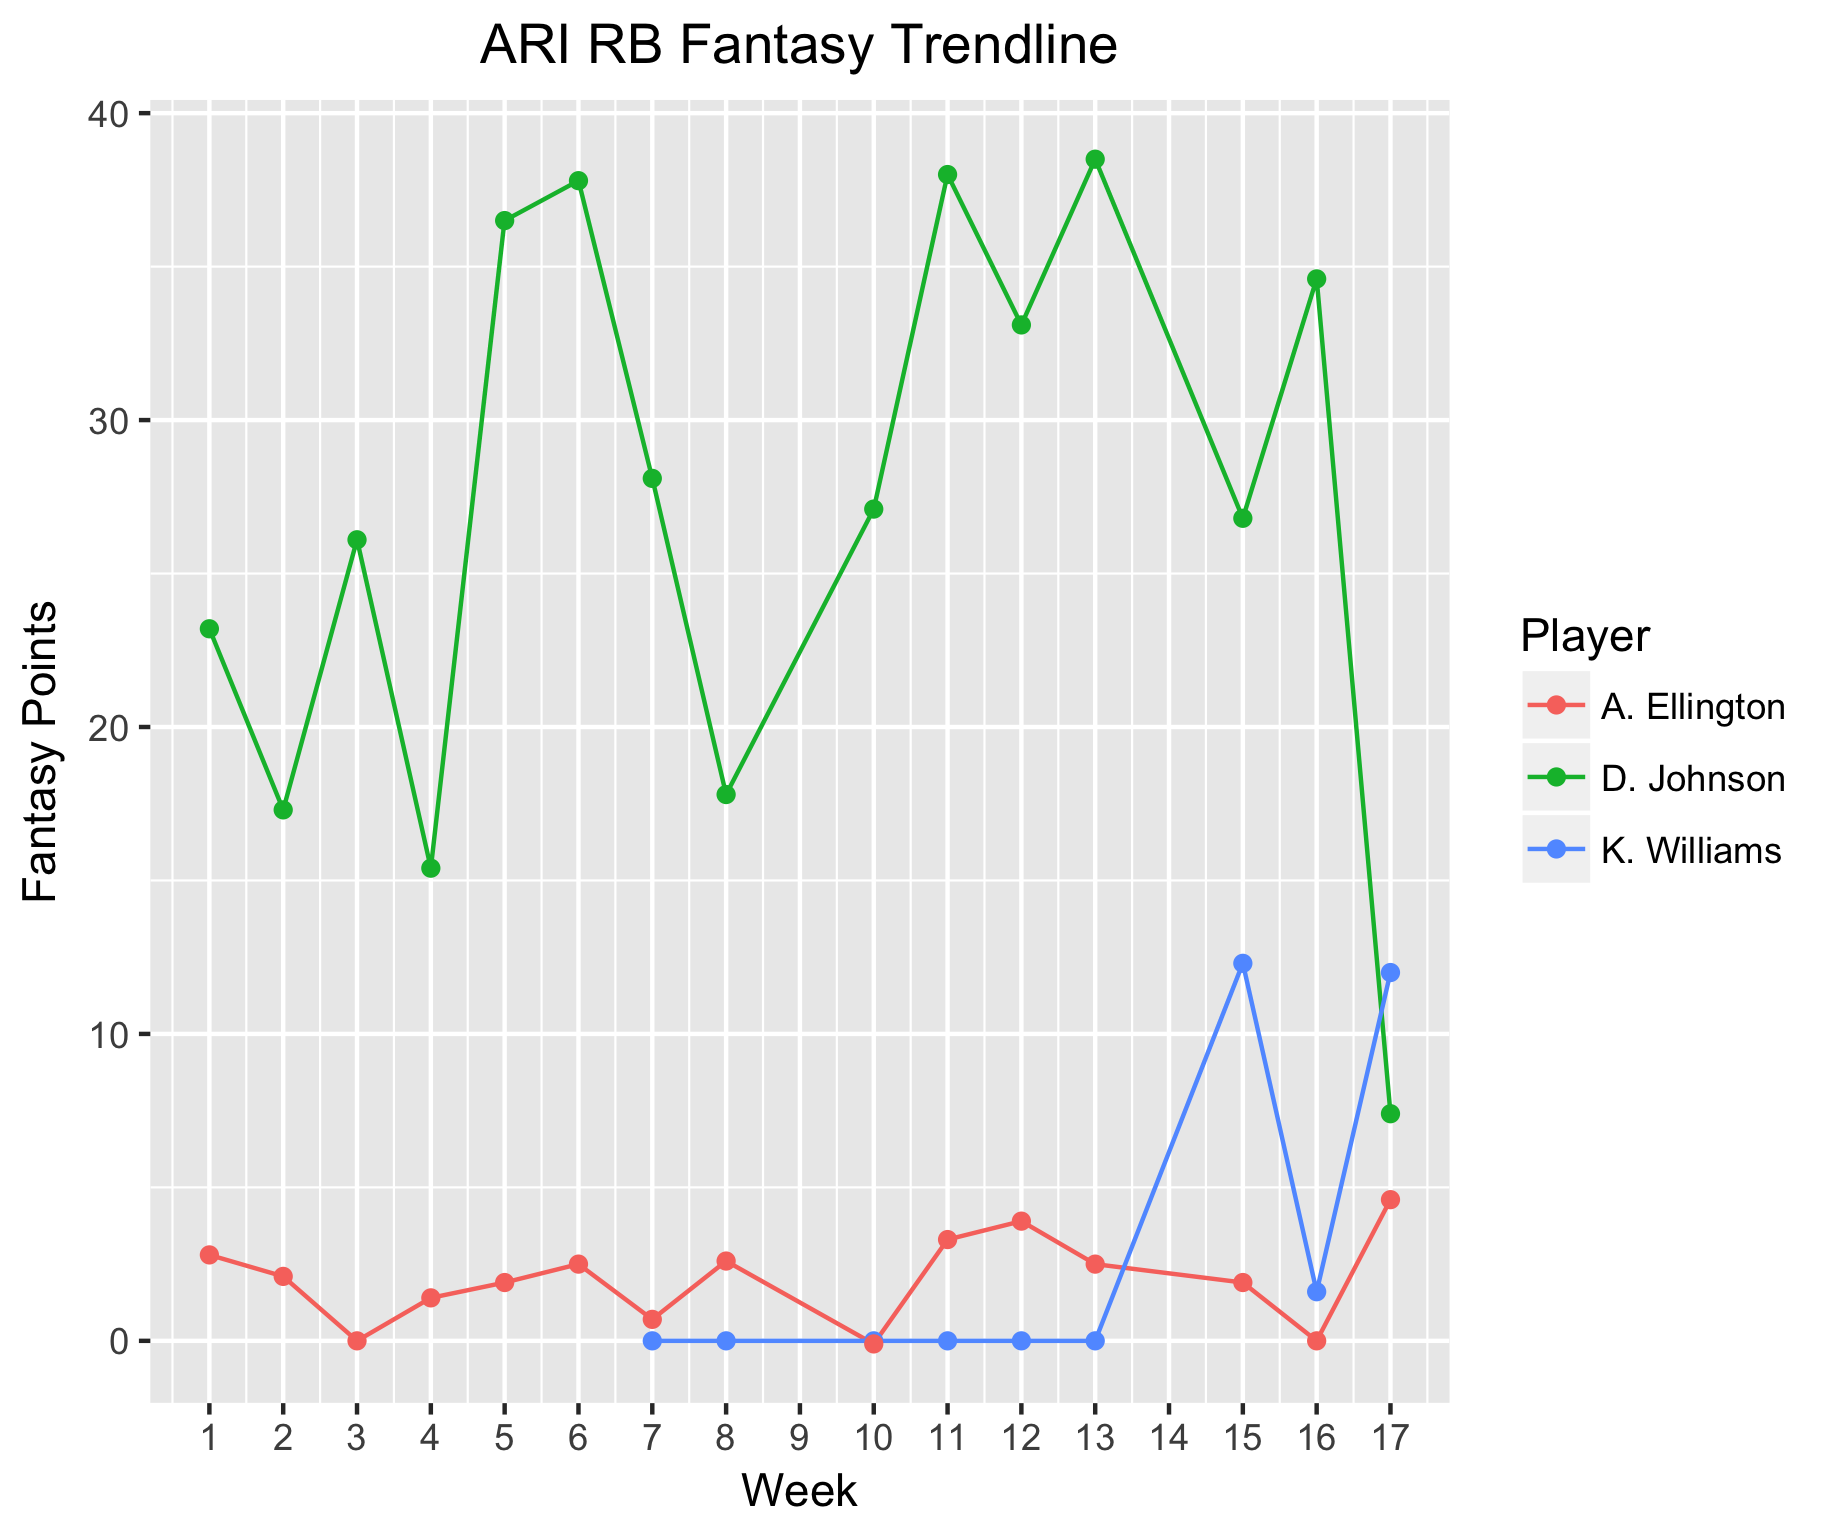 ARI RB Fantasy Trendline
40
30
20
10
0
Fantasy Points
1 2 3 4 5 6 7 8 9 10 11 12 13 14 15 16 17
Week
Player
A. Ellington
D. Johnson
K. Williams